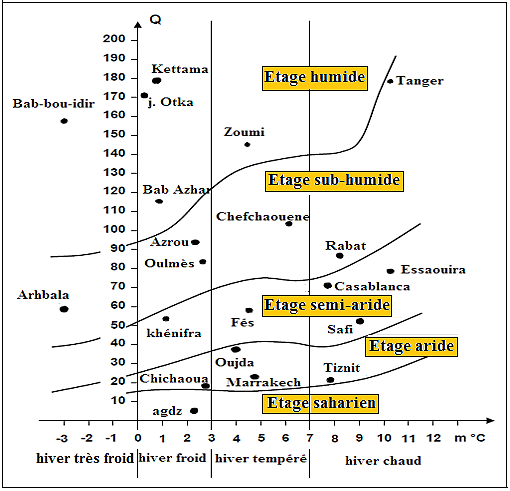 Q
200
190
180
170
160
150
140
130
120
110
100
90
80
70
60
50
40
30
20
10
Kettama
j. Otka
Bab-bou-idir
Zoumi
Etage humide
Tanger
Etage sub-humide
Bab Azhar
Chefchaouene
Azrou
Oulmès
Rabat
Essaouira
Casablanca
Arhbala
khénifra
Fés
Etage semi-aride
Safi
Etage aride
Oujda
Chichaoua
Marrakech
Tiznit
agdz
Etage saharien
-3 -2 -1 0 1 2 3 4 5 6 7 8 9 10 11 12 m °C
hiver très froid hiver froid hiver tempéré hiver chaud